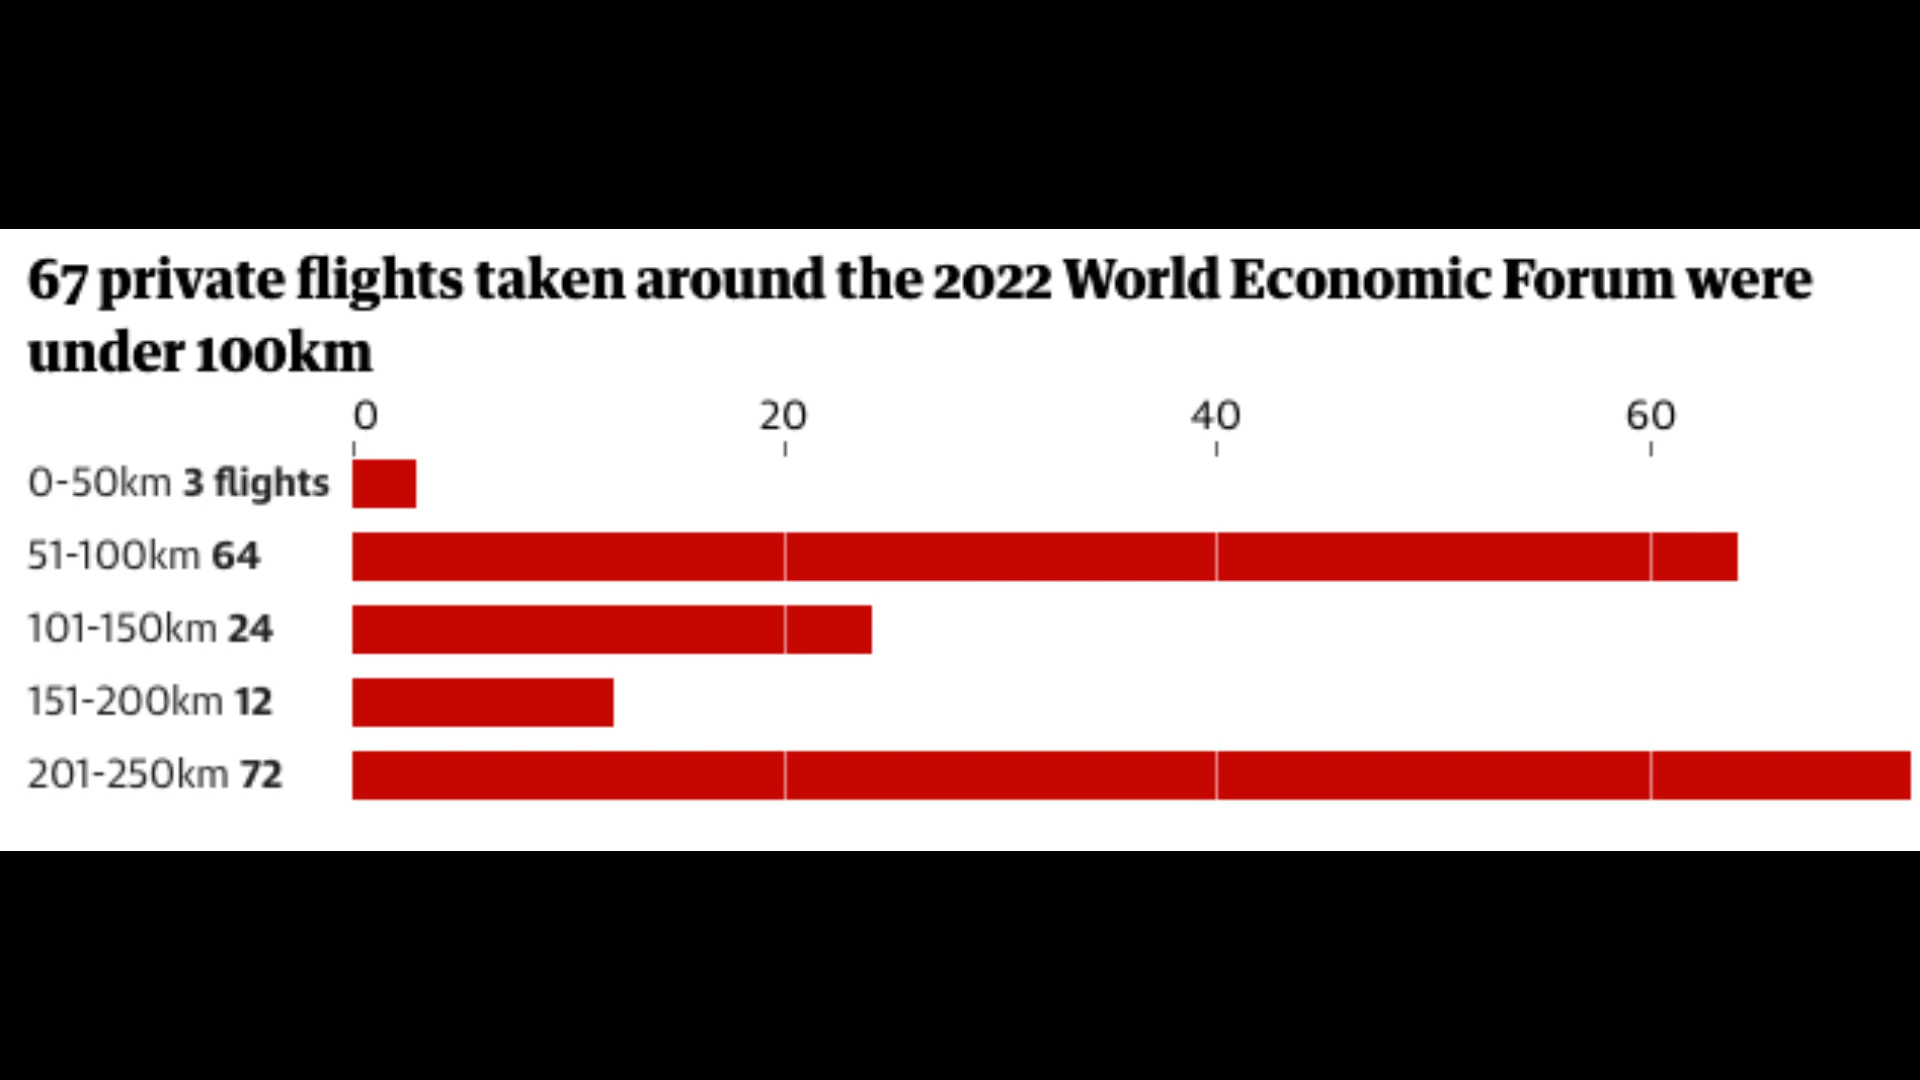 67 private flights taken around the 2022 World Economic Forum were
under 100km
0 20 40 60
0-50km 3 flights
51-100km 64
101-150km 24
151-200km 12
201-250km 72